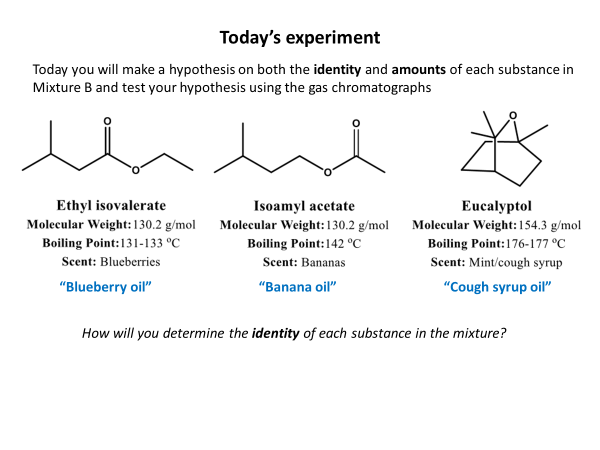 Today's experiment
Today you will make a hypothesis on both the identity and amounts of each substance in
Mixture B and test your hypothesis using the gas chromatographs
O
O
O
O
O
Ethyl isovalerate
Molecular Weight:130.2 g/mol
Boiling Point:131-133 ºC
Scent: Blueberries
"Blueberry oil"
Isoamyl acetate
Molecular Weight:130.2 g/mol
Boiling Point:142 ºC
Scent: Bananas
"Banana oil"
Eucalyptol
Molecular Weight:154.3 g/mol
Boiling Point:176-177 ºC
Scent: Mint/cough syrup
"Cough syrup oil"
How will you determine the identity of each substance in the mixture?